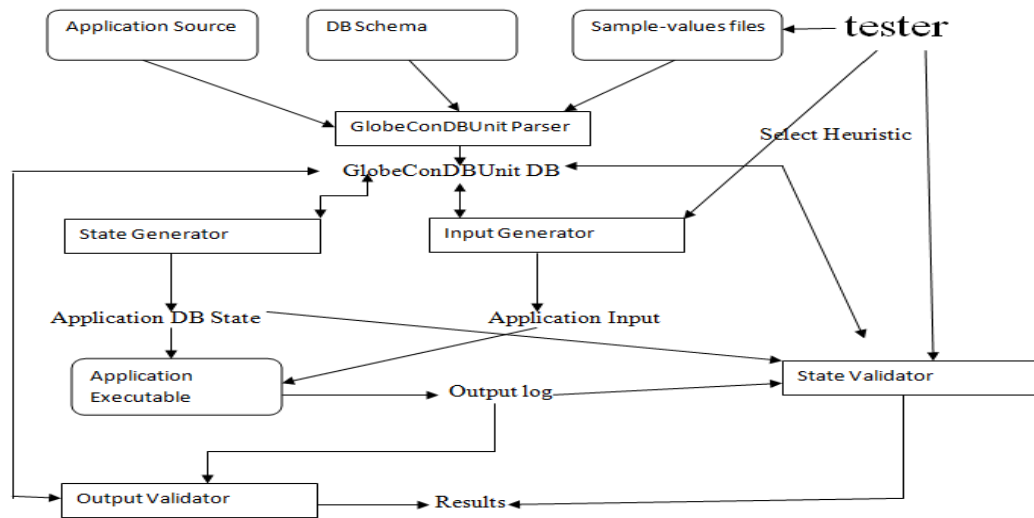 Application Source
DB Schema
Sample-values files
tester
GlobeConDBUnit Parser
Select Heuristic
GlobeConDBUnit DB
State Generator
Input Generator
Application DB State
Application Input
Application
Executable
Output log
State Validator
Output Validator
Results